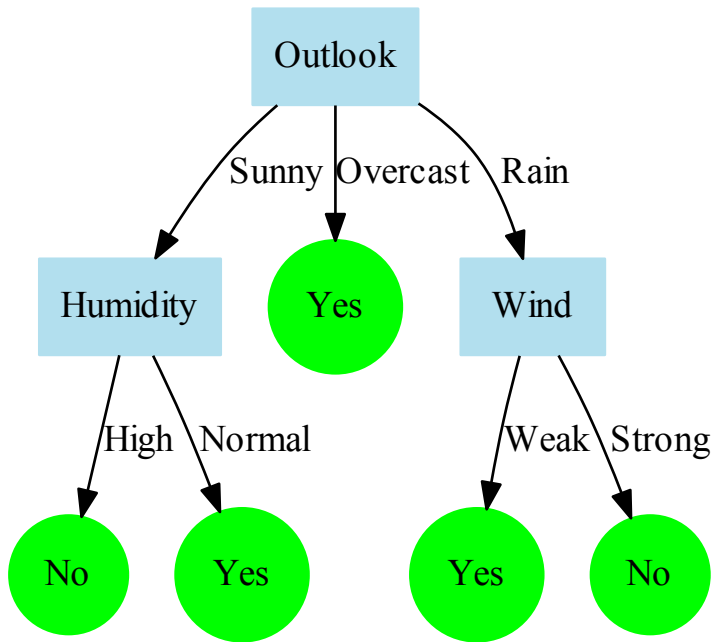 Outlook
Sunny
Overcast
Rain
Humidity
Yes
Wind
High
Normal
Weak
Strong
No
Yes
Yes
No